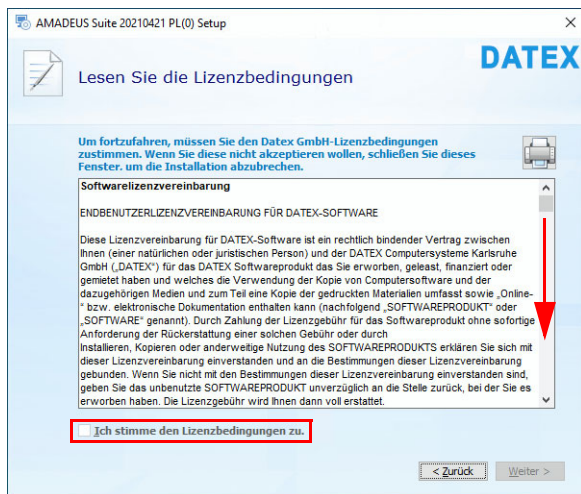 AMADEUS Suite 20210421 PL(0) Setup
DATEX
Lesen Sie die Lizenzbedingungen
Um fortzufahren, müssen Sie den Datex GmbH-Lizenzbedingungen
zustimmen. Wenn Sie diese nicht akzeptieren wollen, schließen Sie dieses
Fenster. um die Installation abzubrechen.
Softwarelizenzvereinbarung
ENDBENUTZERLIZENZVEREINBARUNG FÜR DATEX-SOFTWARE
Diese Lizenzvereinbarung für DATEX-Software ist ein rechtlich bindender Vertrag zwischen
Ihnen (einer natürlichen oder juristischen Person) und der DATEX Computersysteme Karlsruhe
GmbH („DATEX“) für das DATEX Softwareprodukt das Sie erworben, geleast, finanziert oder
gemietet haben und welches die Verwendung der Kopie von Computersoftware und der
dazugehörigen Medien und zum Teil eine Kopie der gedruckten Materialien umfasst sowie „Online-
“ bzw. elektronische Dokumentation enthalten kann (nachfolgend „SOFTWAREPRODUKT“ oder
„SOFTWARE“ genannt). Durch Zahlung der Lizenzgebühr für das Softwareprodukt ohne sofortige
Anforderung der Rückerstattung einer solchen Gebühr oder durch
Installieren, Kopieren oder anderweitige Nutzung des SOFTWAREPRODUKTS erklären Sie sich mit
dieser Lizenzvereinbarung einverstanden und an die Bestimmungen dieser Lizenzvereinbarung
gebunden. Wenn Sie nicht mit den Bestimmungen dieser Lizenzvereinbarung einverstanden sind,
geben Sie das unbenutzte SOFTWAREPRODUKT unverzüglich an die Stelle zurück, bei der Sie es
erworben haben. Die Lizenzgebühr wird Ihnen dann voll erstattet.
Ich stimme den Lizenzbedingungen zu.
< Zurück
Weiter >